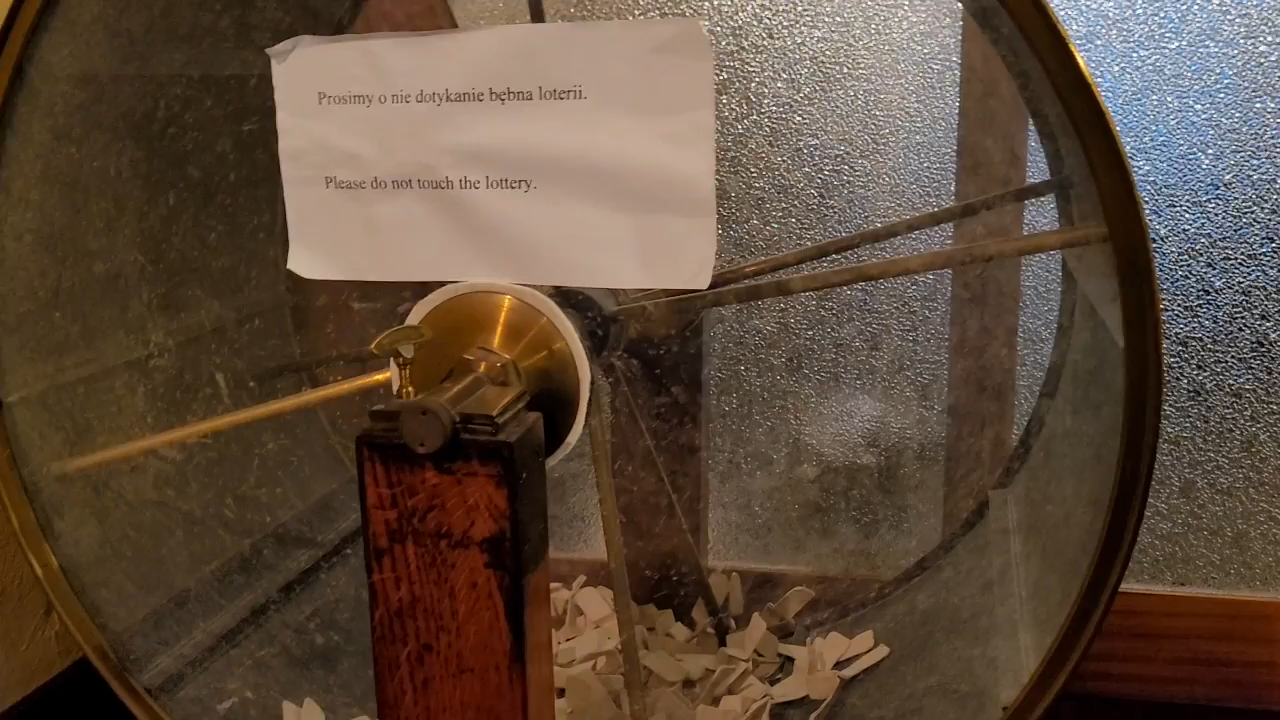 Prosimy o nie dotykanie bębna loterii.
Please do not touch the lottery.